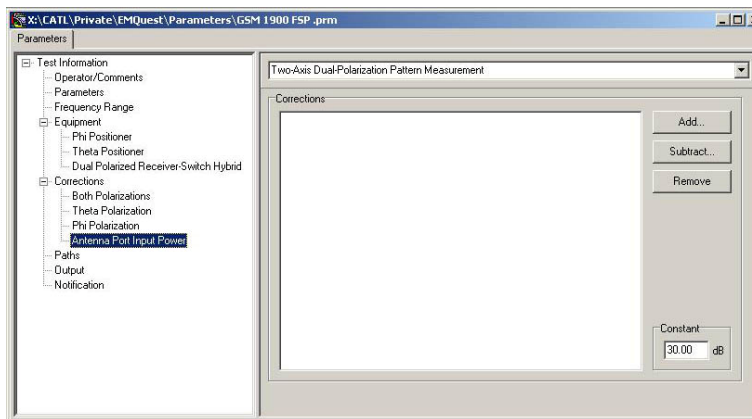 X:\CATL\Private\EMQuest\Parameters\GSM 1900 FSP .prm
Parameters
Test Information
Operator/Comments
Parameters
Frequency Range
Equipment
Phi Positioner
Theta Positioner
Dual Polarized Receiver-Switch Hybrid
Corrections
Both Polarizations
Theta Polarization
Phi Polarization
Antenna Port Input Power
Paths
Output
Notification
Two-Axis Dual-Polarization Pattern Measurement
Corrections
Add...
Subtract...
Remove
Constant
30.00 dB